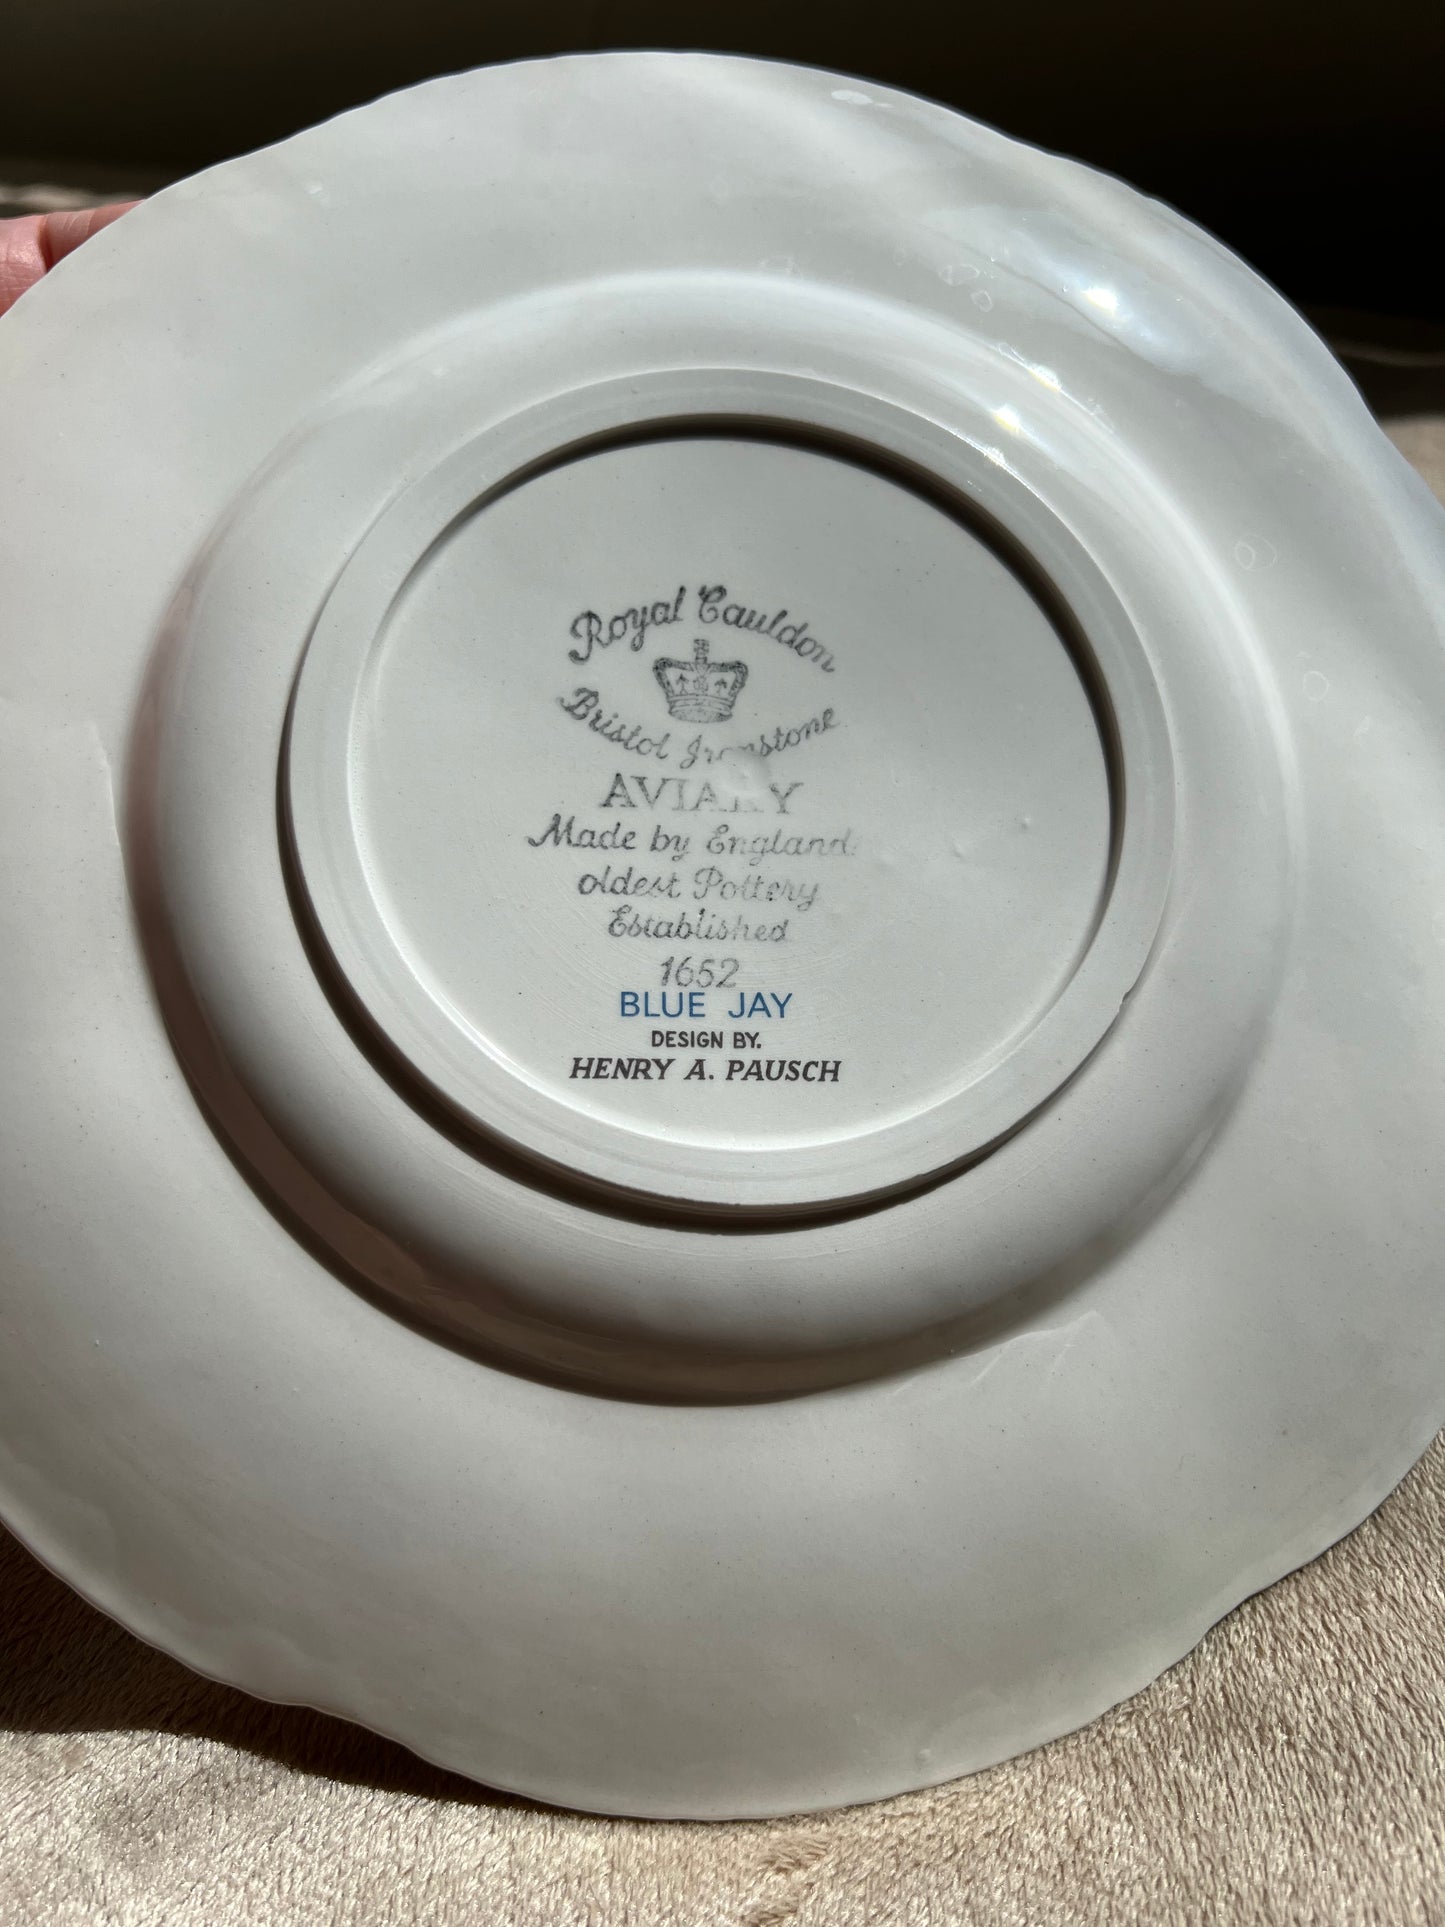 Royal Cauldon
Bristol Ironstone
AVIARY
Made by England
oldest Pottery
Established
1652
BLUE JAY
DESIGN BY.
HENRY A. PAUSCH